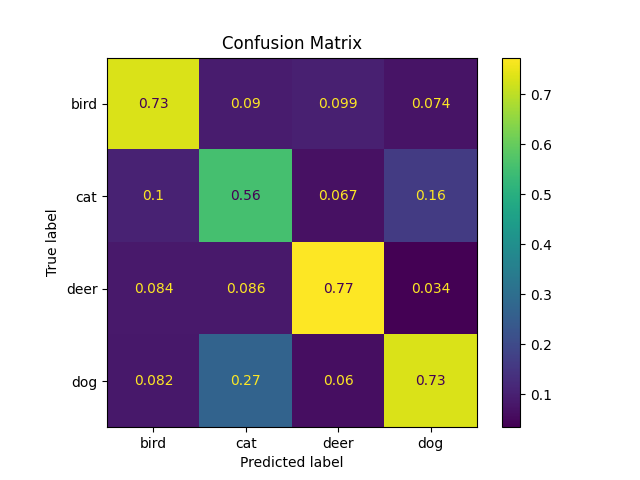 Confusion Matrix
True label
bird 0.73 0.09 0.099 0.074
cat 0.1 0.56 0.067 0.16
deer 0.084 0.086 0.77 0.034
dog 0.082 0.27 0.06 0.73
bird cat deer dog
Predicted label
0.7
0.6
0.5
0.4
0.3
0.2
0.1